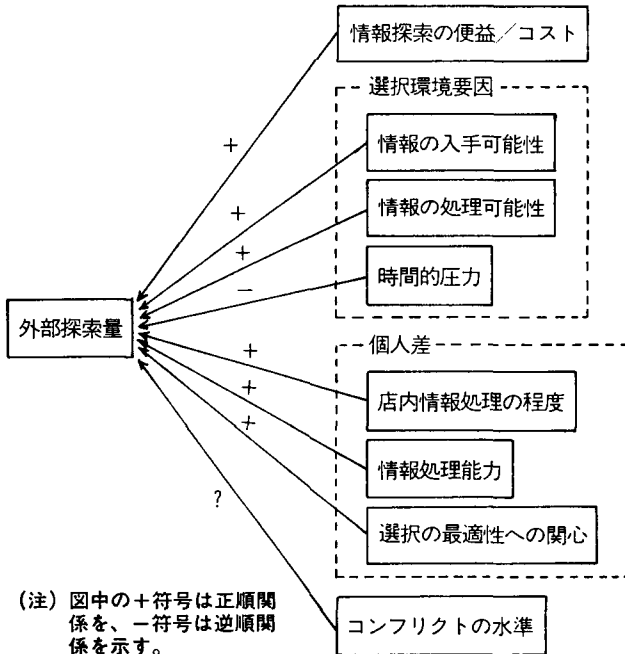 情報探索の便益／コスト
選択環境要因
情報の入手可能性
情報の処理可能性
時間的圧力
外部探索量
個人差
店内情報処理の程度
情報処理能力
選択の最適性への関心
コンフリクトの水準
+
+
+
−
+
+
+
?
(注) 図中の＋符号は正順関
係を、－符号は逆順関
係を示す。